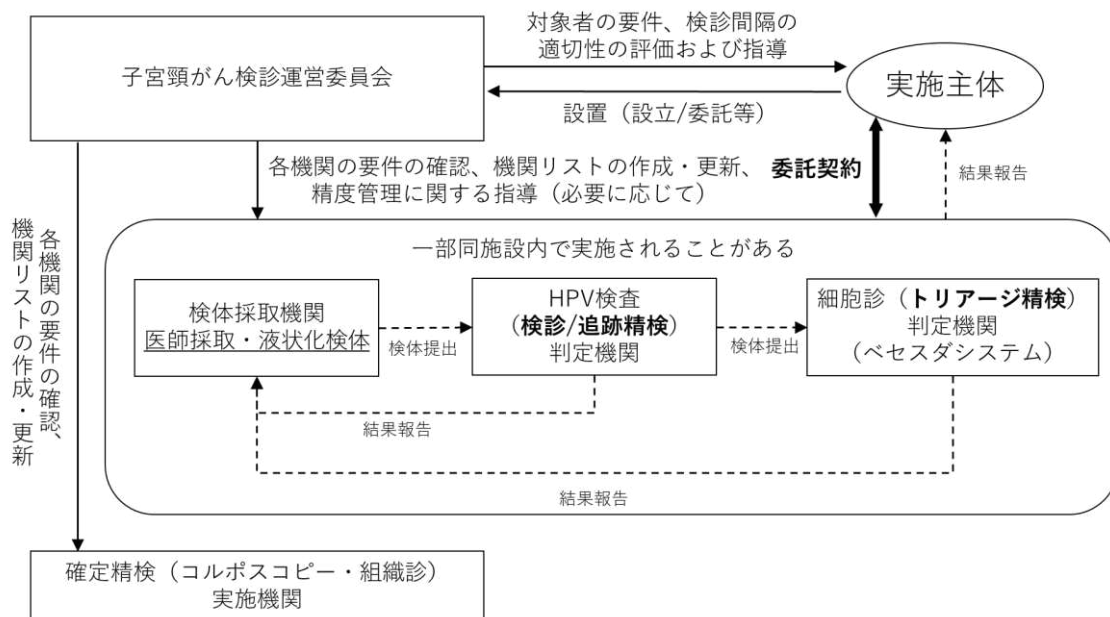 対象者の要件、検診間隔の
適切性の評価および指導
子宮頸がん検診運営委員会
実施主体
設置（設立/委託等）
各機関の要件の確認、機関リストの作成・更新、
精度管理に関する指導（必要に応じて）
委託契約
結果報告
各機関の要件の確認、
機関リストの作成・更新
一部同施設内で実施されることがある
検体採取機関
医師採取・液状化検体
検体提出
HPV検査
（検診/追跡精検）
判定機関
検体提出
細胞診（トリアージ精検）
判定機関
（ベセスダシステム）
結果報告
結果報告
確定精検（コルポスコピー・組織診）
実施機関